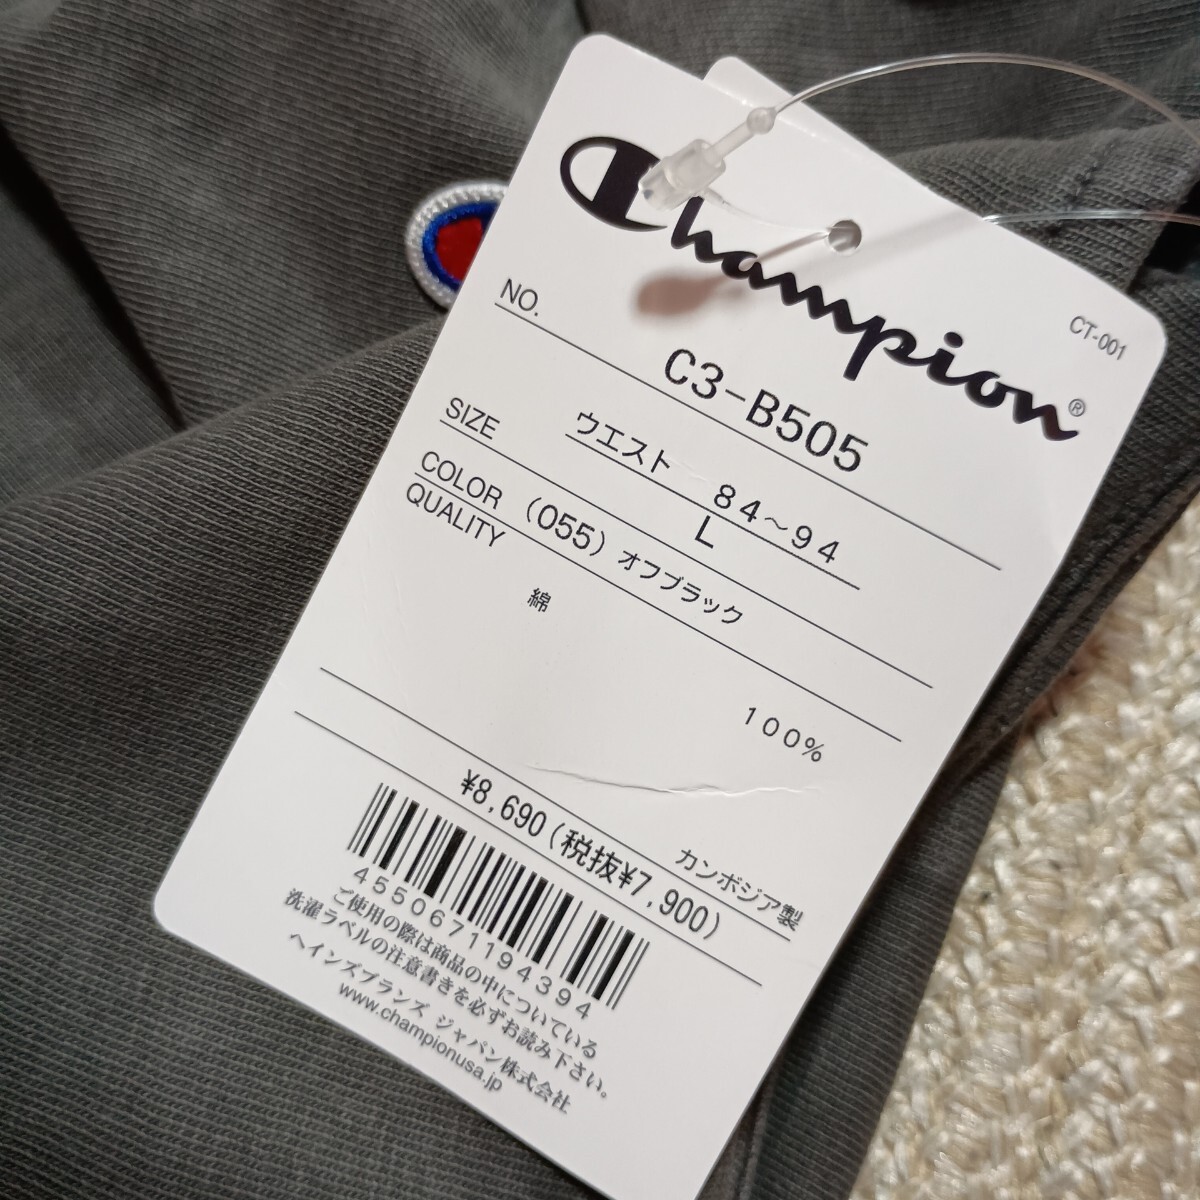 Champion®
CT-001
NO.
C3-B505
SIZE ウエスト 84～94
L
COLOR (055) オフブラック
QUALITY
綿 100%
カンボジア製
¥8,690 (税抜¥7,900)
4550671194394
ご使用の際は商品の中についている
洗濯ラベルの注意書きを必ずお読み下さい。
ヘインズブランズ ジャパン株式会社
www.championusa.jp